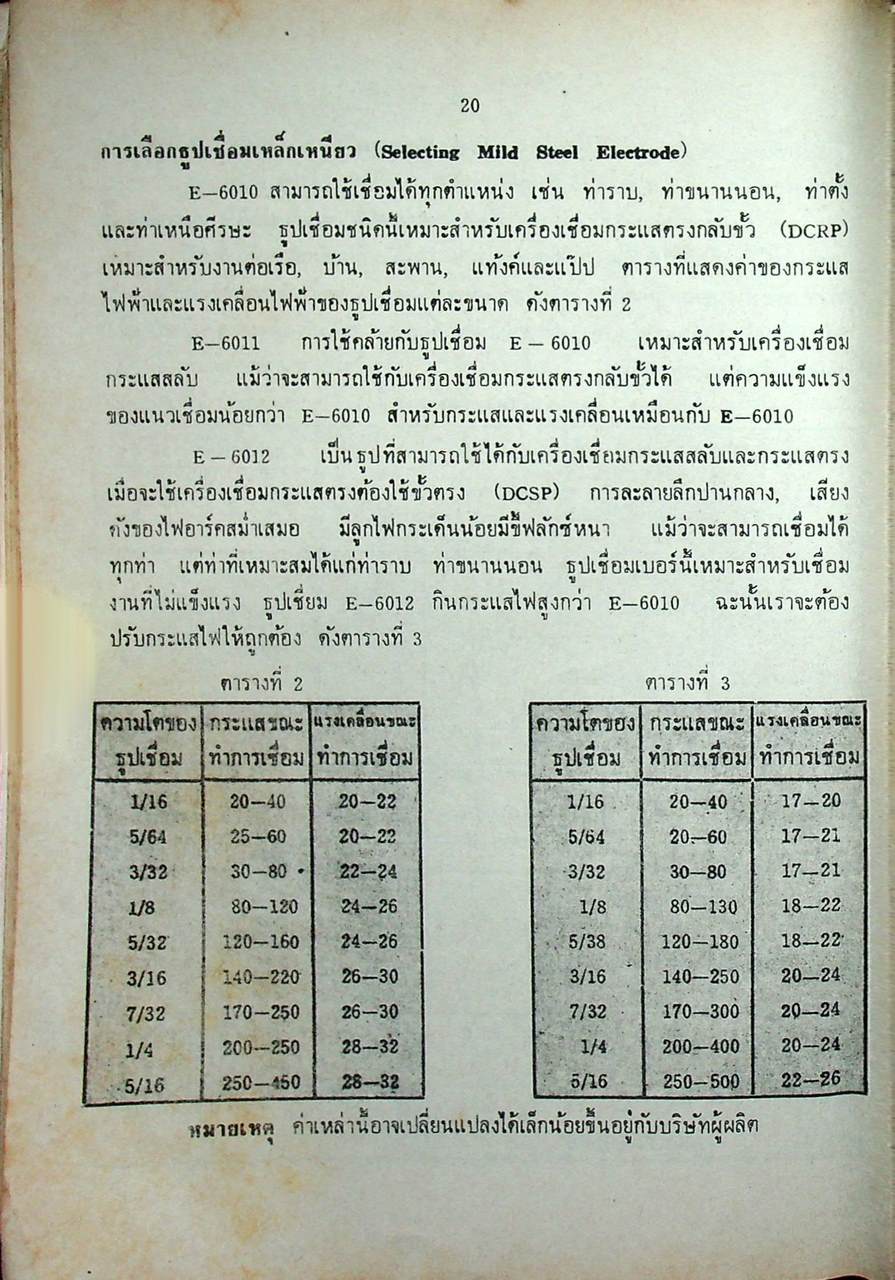 20
การเลือกธูปเชื่อมเหล็กเหนียว (Selecting Mild Steel Electrode)
E—6010 สามารถใช้เชื่อมได้ทุกตำแหน่ง เช่น ท่าราบ, ท่าขนานนอน, ท่าตั้ง
และท่าเหนือศีรษะ ธูปเชื่อมชนิดนี้เหมาะสำหรับเครื่องเชื่อมกระแสตรงกลับขั้ว (DCRP)
เหมาะสำหรับงานต่อเรือ, บ้าน, สะพาน, แท้งค์และแป๊ป ตารางที่แสดงค่าของกระแส
ไฟฟ้าและแรงเคลื่อนไฟฟ้าของธูปเชื่อมแต่ละขนาด ดังตารางที่ 2
E—6011 การใช้คล้ายกับธูปเชื่อม E — 6010 เหมาะสำหรับเครื่องเชื่อม
กระแสสลับ แม้ว่าจะสามารถใช้กับเครื่องเชื่อมกระแสตรงกลับขั้วได้ แต่ความแข็งแรง
ของแนวเชื่อมน้อยกว่า E—6010 สำหรับกระแสและแรงเคลื่อนเหมือนกับ E—6010
E — 6012 เป็นธูปที่สามารถใช้ได้กับเครื่องเชี่ยมกระแสสลับและกระแสตรง
เมื่อจะใช้เครื่องเชื่อมกระแสตรงต้องใช้ขั้วตรง (DCSP) การละลายลึกปานกลาง, เสียง
ดังของไฟอาร์คสม่ำเสมอ มีลูกไฟกระเด็นน้อยมีขี้ฟลักซ์หนา แม้ว่าจะสามารถเชื่อมได้
ทุกท่า แต่ท่าที่เหมาะสมได้แก่ท่าราบ ท่าขนานนอน ธูปเชื่อมเบอร์นี้เหมาะสำหรับเชื่อม
งานที่ไม่แข็งแรง ธูปเชี่ยม E—6012 กินกระแสไฟสูงกว่า E—6010 ฉะนั้นเราจะต้อง
ปรับกระแสไฟให้ถูกต้อง ดังตารางที่ 3
ตารางที่ 2
ความโตของ กระแสขณะ แรงเคลื่อนขณะ
ธูปเชื่อม ทำการเชื่อม ทำการเชื่อม
1/16 20—40 20—22
5/64 25—60 20—22
3/32 30—80 22—24
1/8 80—120 24—26
5/32 120—160 24—26
3/16 140—220 26—30
7/32 170—250 26—30
1/4 200—250 28—32
5/16 250—450 28—32
ตารางที่ 3
ความโตของ กระแสขณะ แรงเคลื่อนขณะ
ธูปเชื่อม ทำการเชื่อม ทำการเชื่อม
1/16 20—40 17—20
5/64 20—60 17—21
3/32 30—80 17—21
1/8 80—130 18—22
5/38 120—180 18—22
3/16 140—250 20—24
7/32 170—300 20—24
1/4 200—400 20—24
5/16 250—500 22—26
หมายเหตุ ค่าเหล่านี้อาจเปลี่ยนแปลงได้เล็กน้อยขึ้นอยู่กับบริษัทผู้ผลิต